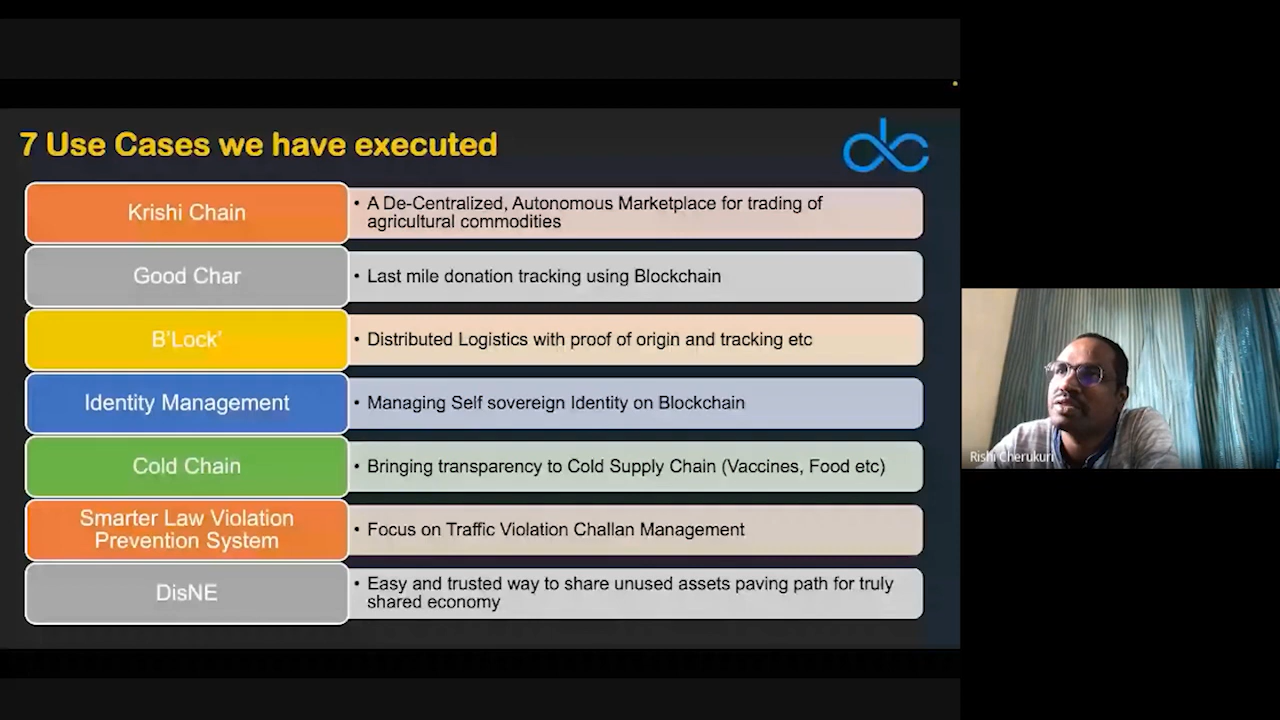 7 Use Cases we have executed
Krishi Chain
• A De-Centralized, Autonomous Marketplace for trading of
agricultural commodities
Good Char
• Last mile donation tracking using Blockchain
B'Lock'
• Distributed Logistics with proof of origin and tracking etc
Identity Management
• Managing Self sovereign Identity on Blockchain
Cold Chain
• Bringing transparency to Cold Supply Chain (Vaccines, Food etc)
Smarter Law Violation
Prevention System
• Focus on Traffic Violation Challan Management
DisNE
• Easy and trusted way to share unused assets paving path for truly
shared economy
Rishi Cherukuri